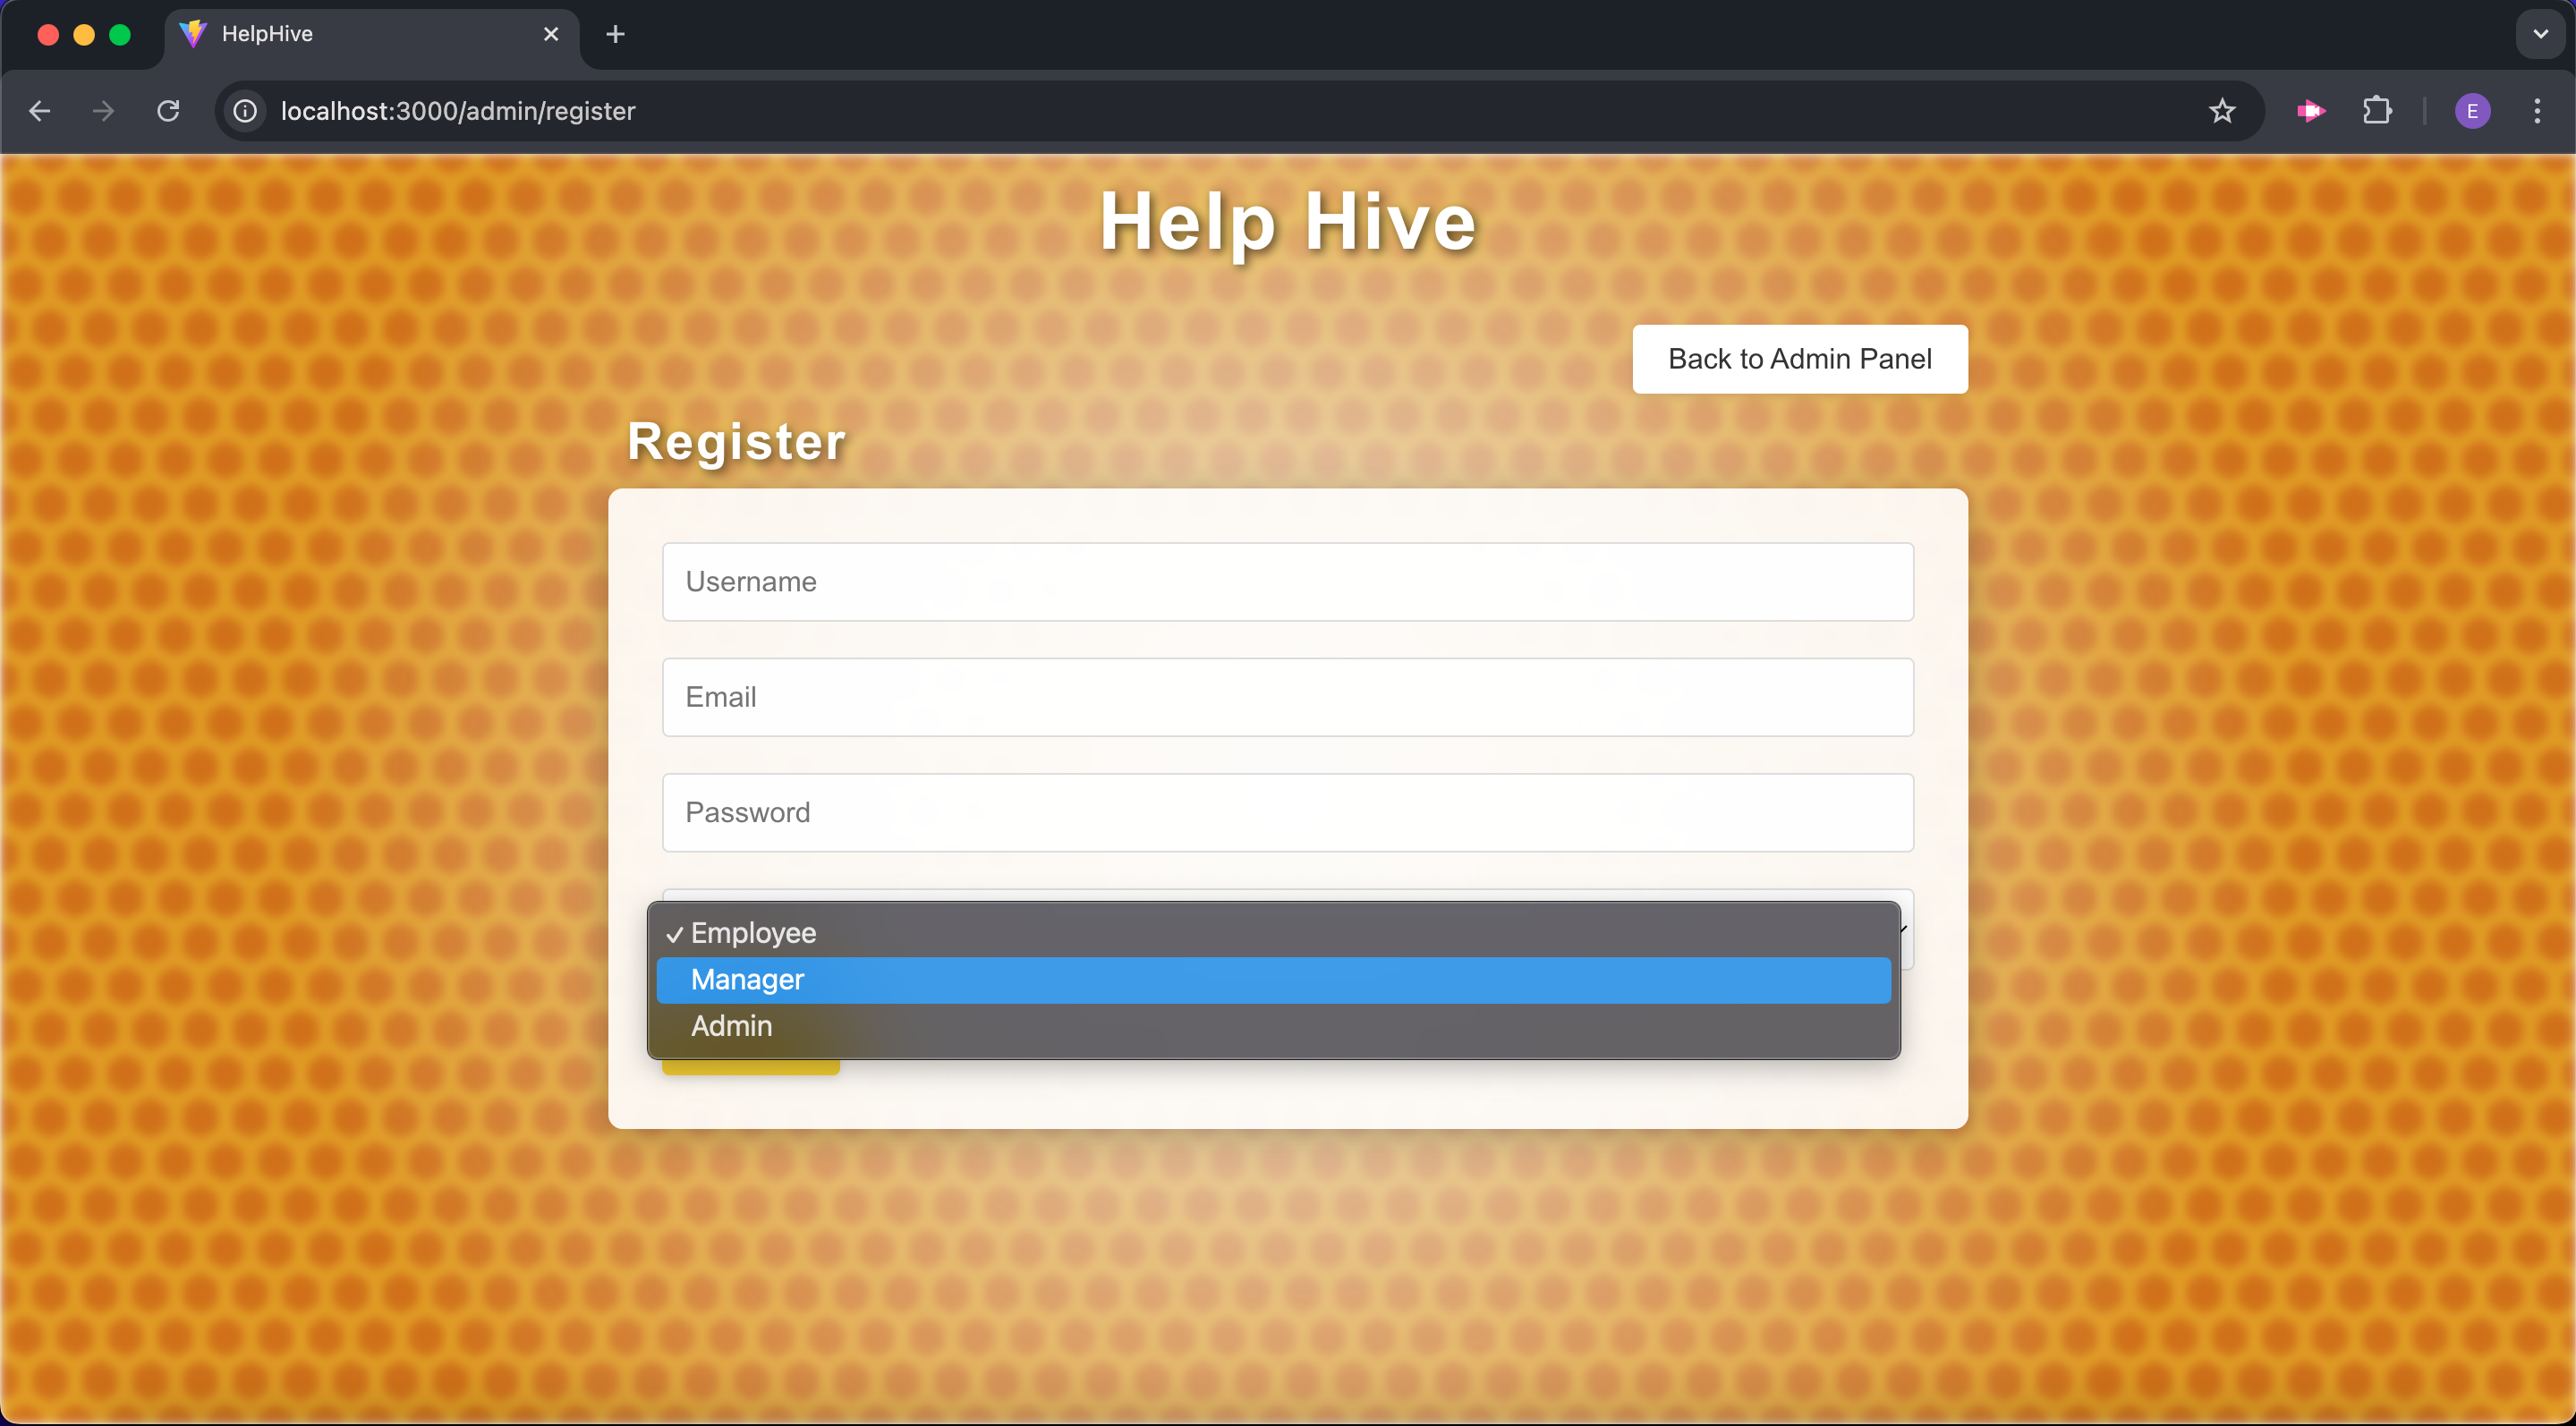 HelpHive
localhost:3000/admin/register
E
Help Hive
Back to Admin Panel
Register
Username
Email
Password
✓ Employee
Manager
Admin